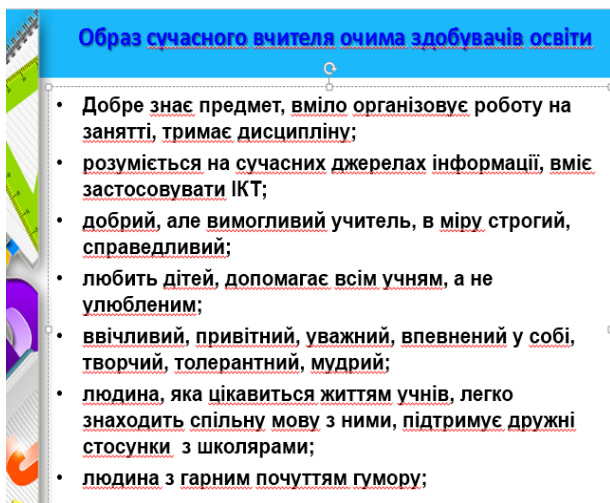 Образ сучасного вчителя очима здобувачів освіти
• Добре знає предмет, вміло організовує роботу на
занятті, тримає дисципліну;
• розуміється на сучасних джерелах інформації, вміє
застосовувати ІКТ;
• добрий, але вимогливий учитель, в міру строгий,
справедливий;
• любить дітей, допомагає всім учням, а не
улюбленим;
• ввічливий, привітний, уважний, впевнений у собі,
творчий, толерантний, мудрий;
• людина, яка цікавиться життям учнів, легко
знаходить спільну мову з ними, підтримує дружні
стосунки з школярами;
• людина з гарним почуттям гумору;